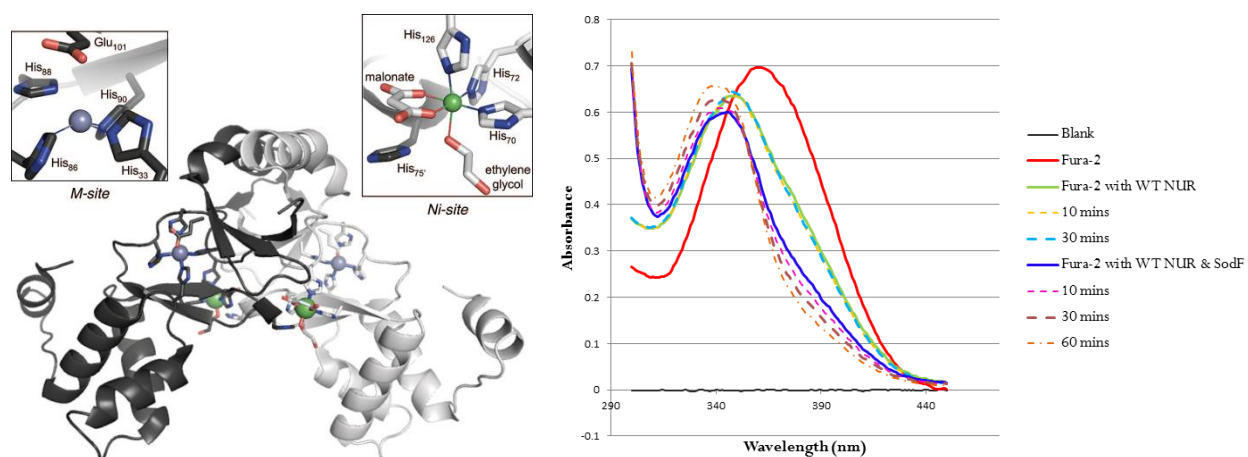 Glu101
His88
His90
His86
His33
M-site
His126
malonate
His72
His70
His75'
ethylene
glycol
Ni-site
0.8
0.7
0.6
0.5
0.4
0.3
0.2
0.1
0
-0.1
Absorbance
290
340
390
440
Wavelength (nm)
Blank
Fura-2
Fura-2 with WT NUR
10 mins
30 mins
Fura-2 with WT NUR & SodF
10 mins
30 mins
60 mins